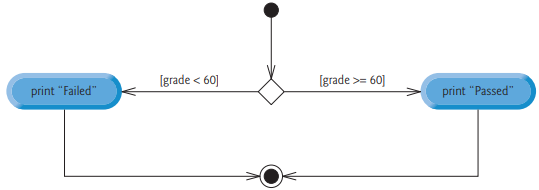 [grade < 60]
[grade >= 60]
print “Failed”
print “Passed”